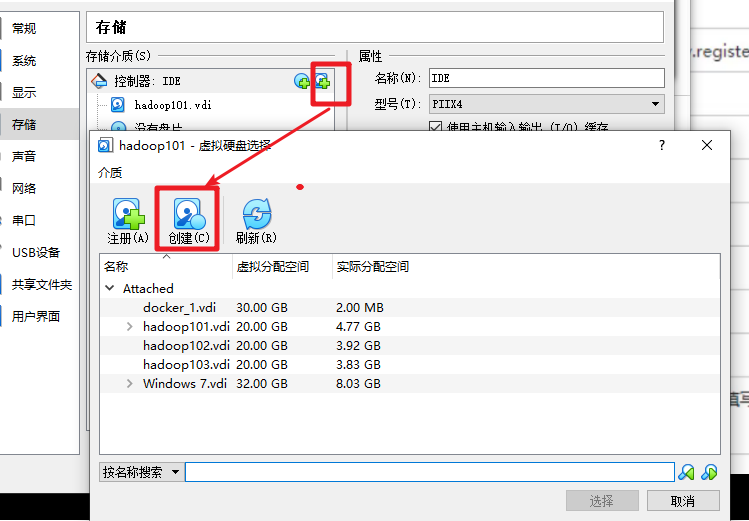 常规
系统
显示
存储
声音
网络
串口
USB设备
共享文件夹
用户界面
存储
存储介质(S)
控制器: IDE
hadoop101.vdi
没有盘片
属性
名称(N): IDE
型号(T): PIIX4
使用主机输入输出 (I/O) 缓存
.registe
hadoop101 - 虚拟硬盘选择
?
介质
注册(A) 创建(C) 刷新(R)
名称 虚拟分配空间 实际分配空间
Attached
docker_1.vdi 30.00 GB 2.00 MB
hadoop101.vdi 20.00 GB 4.77 GB
hadoop102.vdi 20.00 GB 3.92 GB
hadoop103.vdi 20.00 GB 3.83 GB
Windows 7.vdi 32.00 GB 8.03 GB
按名称搜索
选择 取消